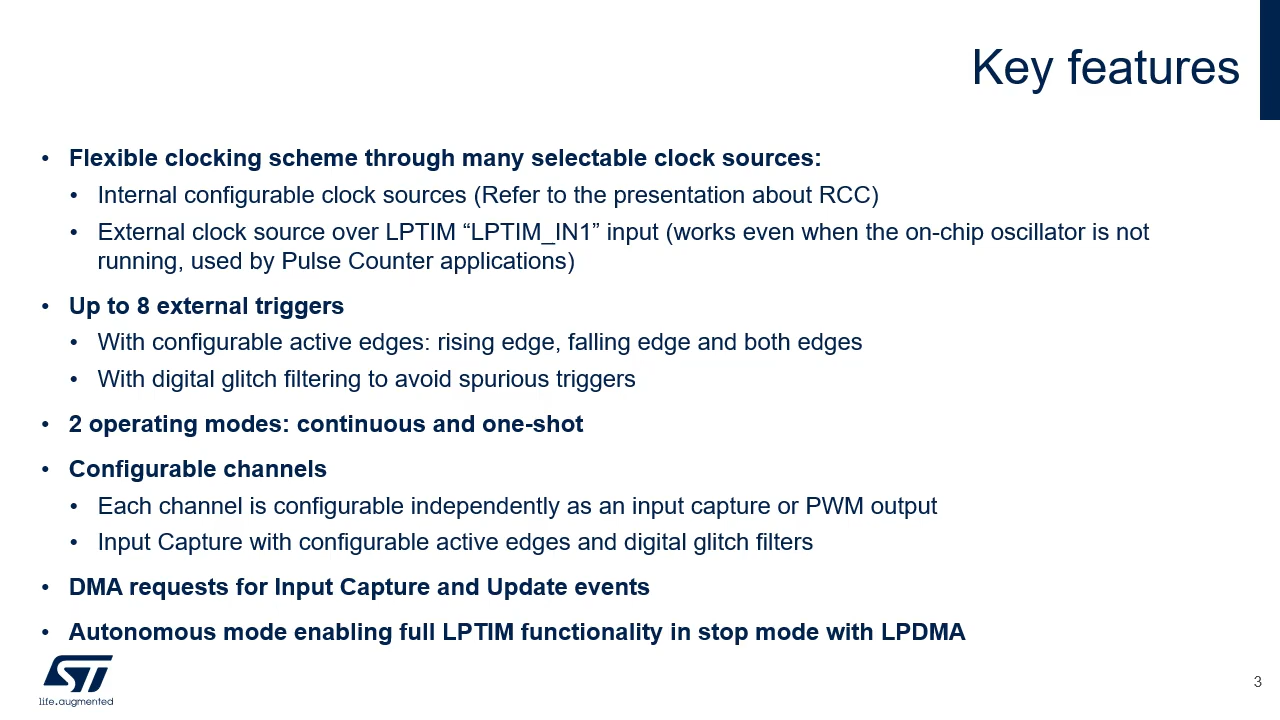 Key features
• Flexible clocking scheme through many selectable clock sources:
• Internal configurable clock sources (Refer to the presentation about RCC)
• External clock source over LPTIM “LPTIM_IN1” input (works even when the on-chip oscillator is not
running, used by Pulse Counter applications)
• Up to 8 external triggers
• With configurable active edges: rising edge, falling edge and both edges
• With digital glitch filtering to avoid spurious triggers
• 2 operating modes: continuous and one-shot
• Configurable channels
• Each channel is configurable independently as an input capture or PWM output
• Input Capture with configurable active edges and digital glitch filters
• DMA requests for Input Capture and Update events
• Autonomous mode enabling full LPTIM functionality in stop mode with LPDMA
ST
life.augmented
3